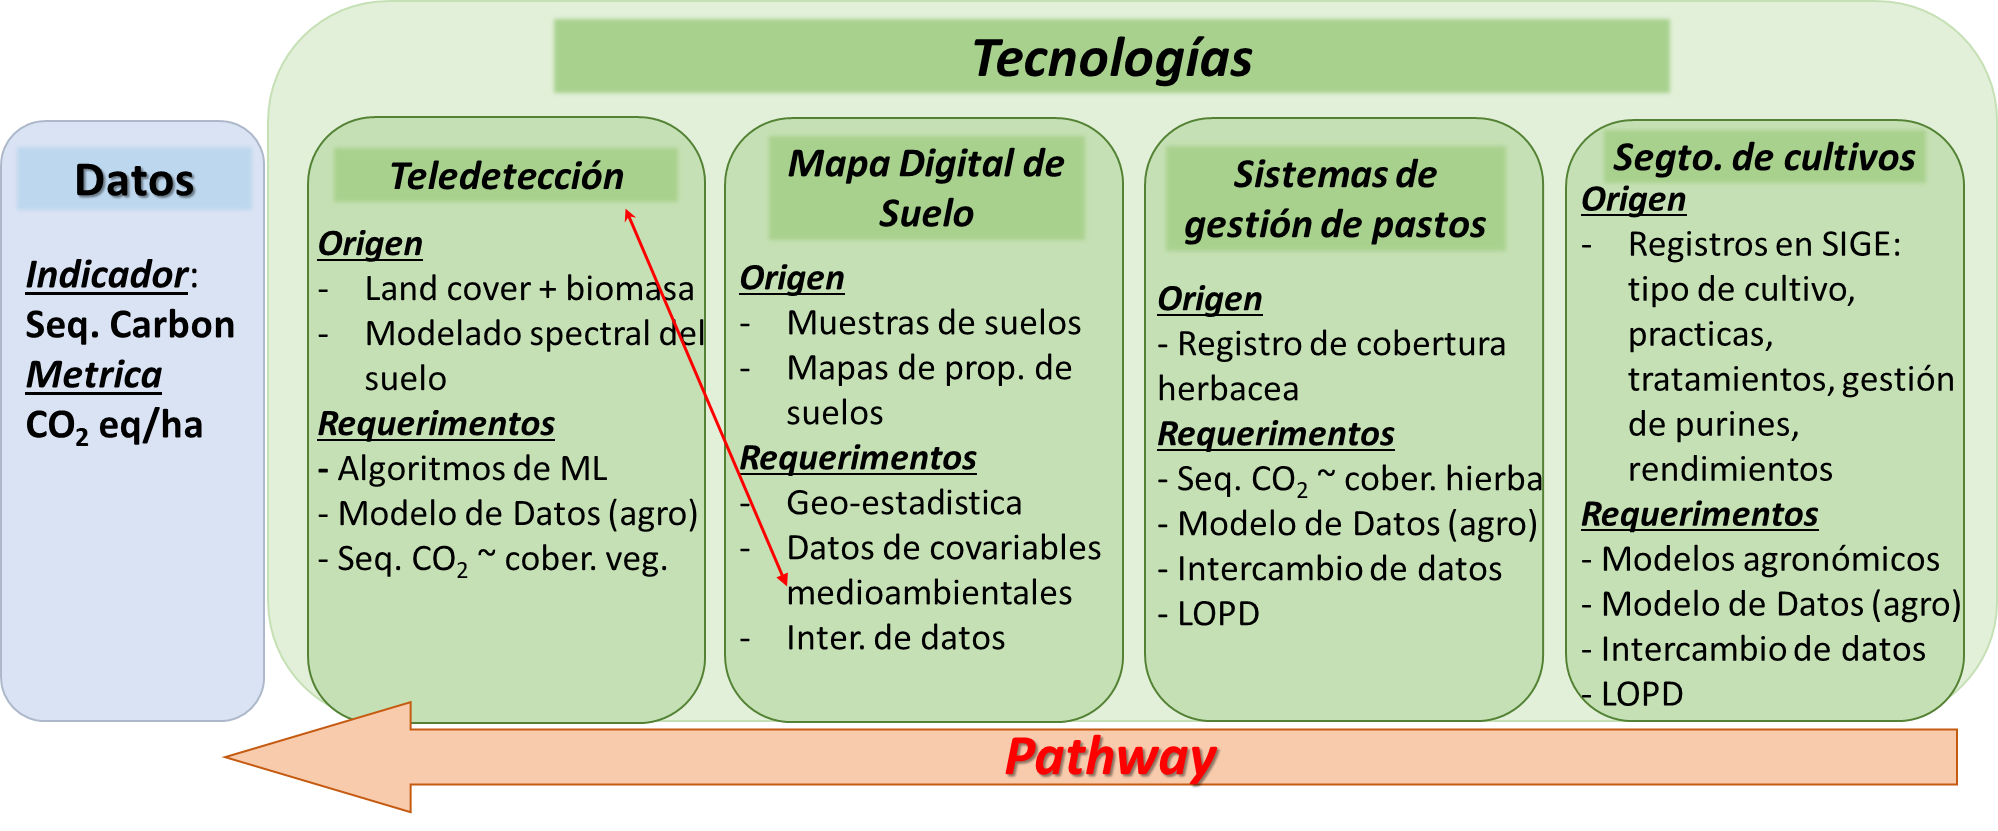 Tecnologías
Datos
Indicador:
Seq. Carbon
Metrica
CO₂ eq/ha
Teledetección
Origen
- Land cover + biomasa
- Modelado spectral del
suelo
Requerimentos
- Algoritmos de ML
- Modelo de Datos (agro)
- Seq. CO₂ ~ cober. veg.
Mapa Digital de
Suelo
Origen
- Muestras de suelos
- Mapas de prop. de
suelos
Requerimentos
- Geo-estadistica
- Datos de covariables
medioambientales
- Inter. de datos
Sistemas de
gestión de pastos
Origen
- Registro de cobertura
herbacea
Requerimentos
- Seq. CO₂ ~ cober. hierba
- Modelo de Datos (agro)
- Intercambio de datos
- LOPD
Segto. de cultivos
Origen
- Registros en SIGE:
tipo de cultivo,
practicas,
tratamientos, gestión
de purines,
rendimientos
Requerimentos
- Modelos agronómicos
- Modelo de Datos (agro)
- Intercambio de datos
- LOPD
Pathway